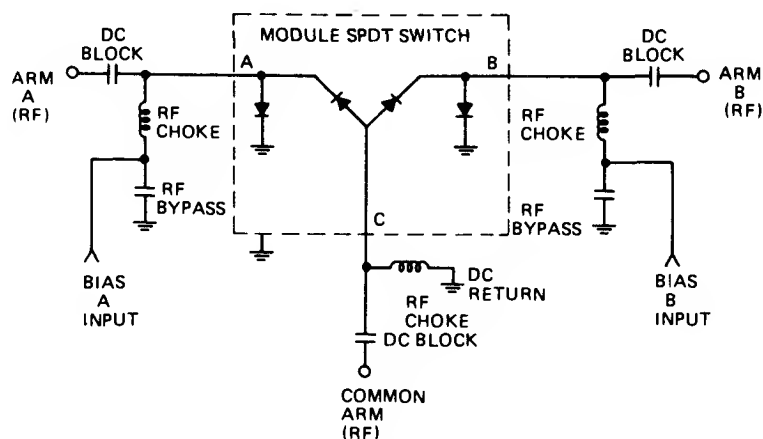 MODULE SPDT SWITCH
DC
BLOCK
ARM
A
(RF)
A
RF
CHOKE
RF
BYPASS
BIAS
A
INPUT
B
DC
BLOCK
ARM
B
(RF)
RF
CHOKE
RF
BYPASS
BIAS
B
INPUT
C
DC
RETURN
RF
CHOKE
DC BLOCK
COMMON
ARM
(RF)